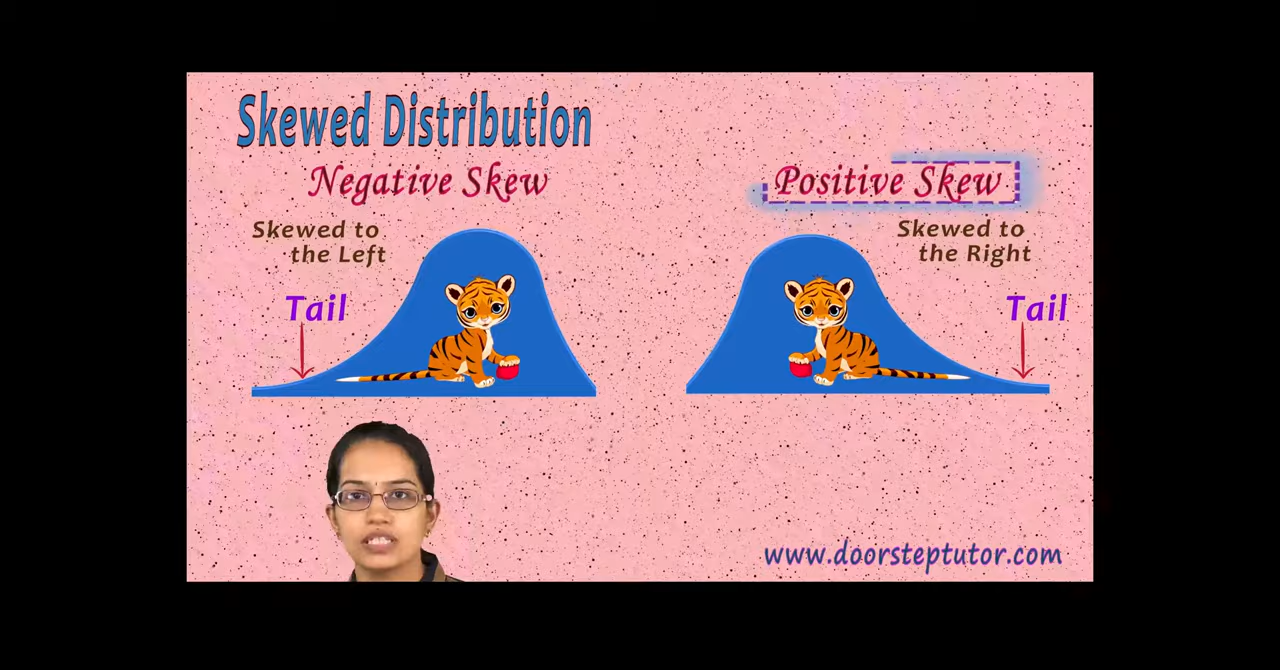 Skewed Distribution
Negative Skew
Skewed to
the Left
Tail
Positive Skew
Skewed to
the Right
Tail
www.doorsteptutor.com